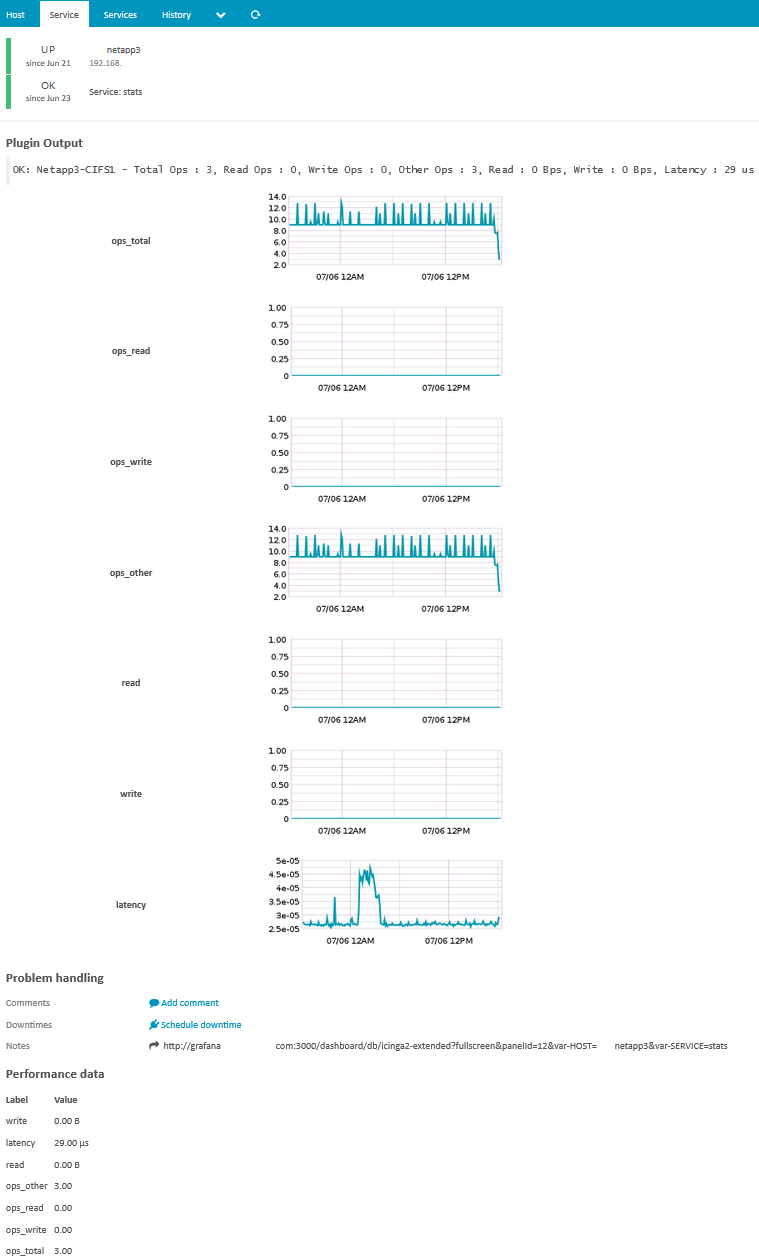 Host Service Services History
UP netapp3
since Jun 21 192.168.
OK Service: stats
since Jun 23
Plugin Output
OK: Netapp3-CIFS1 - Total Ops : 3, Read Ops : 0, Write Ops : 0, Other Ops : 3, Read : 0 Bps, Write : 0 Bps, Latency : 29 us
14.0
12.0
10.0
8.0
ops_total
6.0
4.0
2.0
07/06 12AM 07/06 12PM
1.00
0.75
ops_read
0.50
0.25
0
07/06 12AM 07/06 12PM
1.00
0.75
ops_write
0.50
0.25
0
07/06 12AM 07/06 12PM
14.0
12.0
10.0
8.0
ops_other
6.0
4.0
2.0
07/06 12AM 07/06 12PM
1.00
0.75
read
0.50
0.25
0
07/06 12AM 07/06 12PM
1.00
0.75
write
0.50
0.25
0
07/06 12AM 07/06 12PM
5e-05
4.5e-05
4e-05
latency
3.5e-05
3e-05
2.5e-05
07/06 12AM 07/06 12PM
Problem handling
Comments Add comment
Downtimes Schedule downtime
Notes http://grafana com:3000/dashboard/db/icinga2-extended?fullscreen&panelId=12&var-HOST= netapp3&var-SERVICE=stats
Performance data
Label Value
write 0.00 B
latency 29.00 µs
read 0.00 B
ops_other 3.00
ops_read 0.00
ops_write 0.00
ops_total 3.00